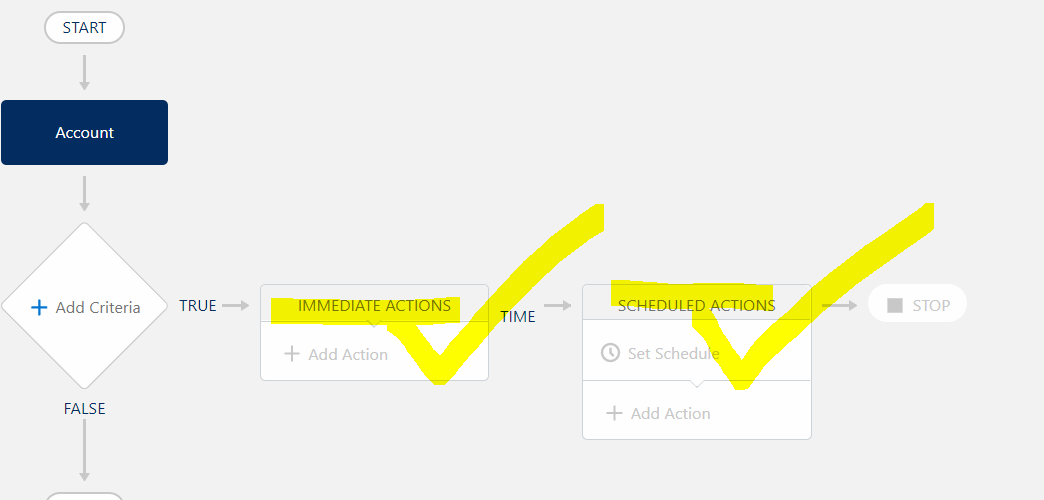 START
Account
Add Criteria
TRUE
IMMEDIATE ACTIONS
Add Action
TIME
SCHEDULED ACTIONS
Set Schedule
Add Action
STOP
FALSE